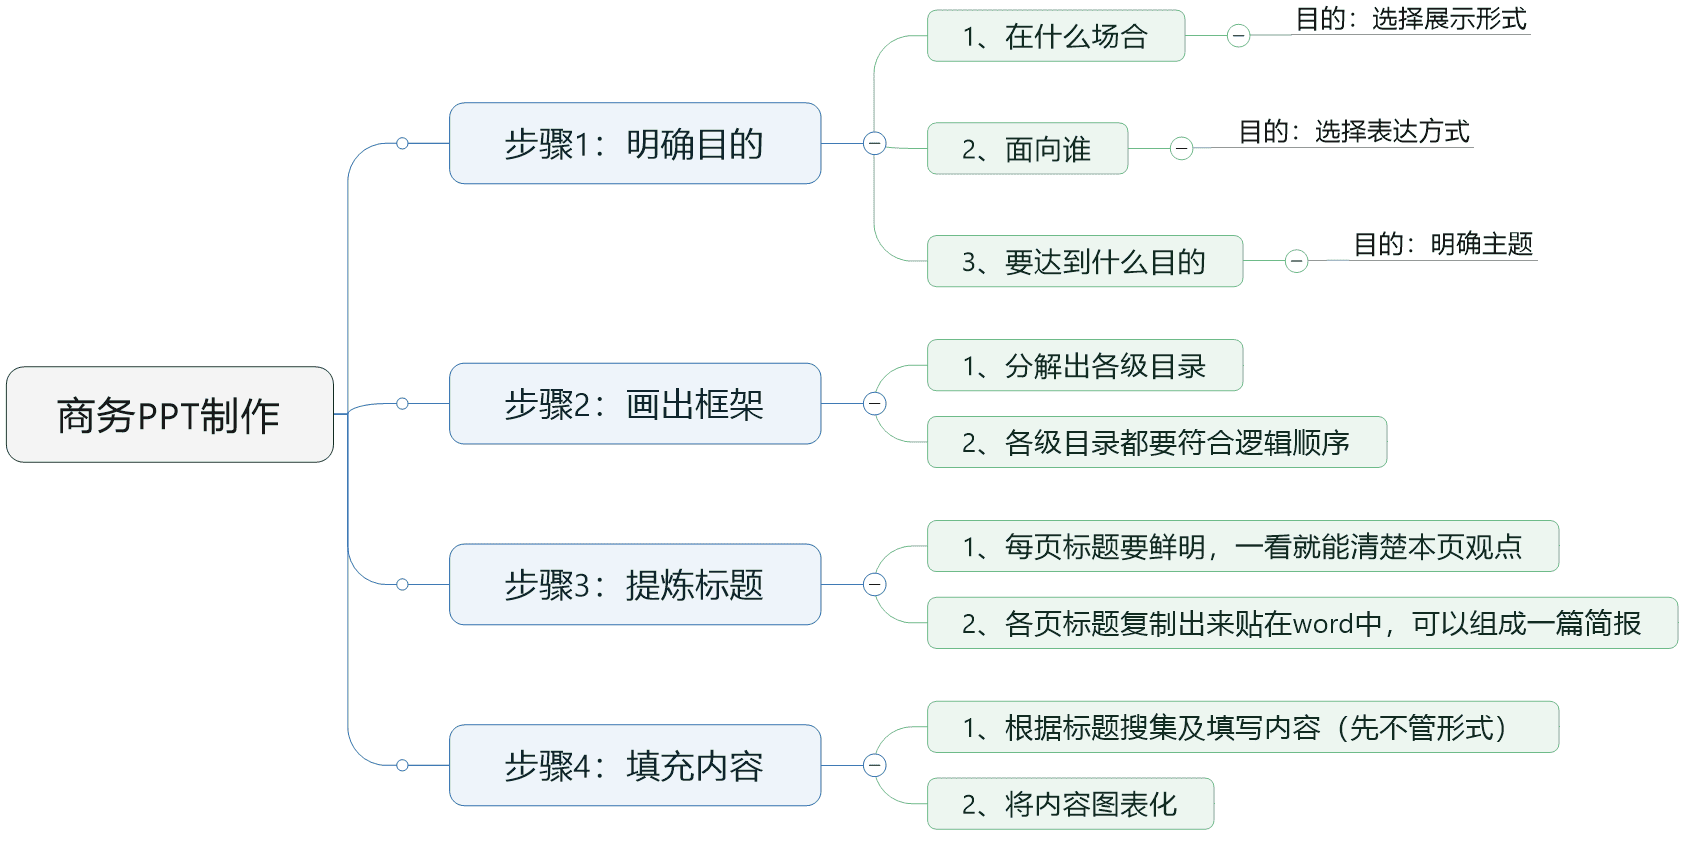 商务PPT制作
步骤1：明确目的
1、在什么场合
目的：选择展示形式
2、面向谁
目的：选择表达方式
3、要达到什么目的
目的：明确主题
步骤2：画出框架
1、分解出各级目录
2、各级目录都要符合逻辑顺序
步骤3：提炼标题
1、每页标题要鲜明，一看就能清楚本页观点
2、各页标题复制出来贴在word中，可以组成一篇简报
步骤4：填充内容
1、根据标题搜集及填写内容（先不管形式）
2、将内容图表化